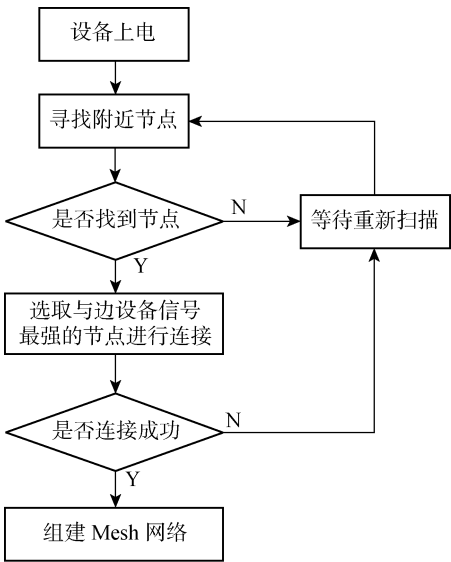 设备上电
寻找附近节点
是否找到节点
N
等待重新扫描
Y
选取与边设备信号
最强的节点进行连接
是否连接成功
N
Y
组建 Mesh 网络